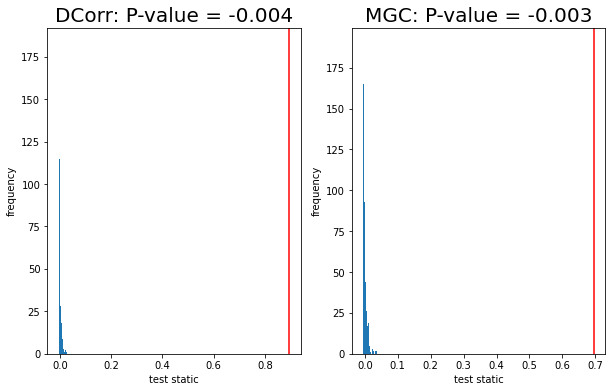 DCorr: P-value = -0.004
MGC: P-value = -0.003
175
150
125
100
75
50
25
0
frequency
0.0 0.2 0.4 0.6 0.8
test static
175
150
125
100
75
50
25
0
frequency
0.0 0.1 0.2 0.3 0.4 0.5 0.6 0.7
test static